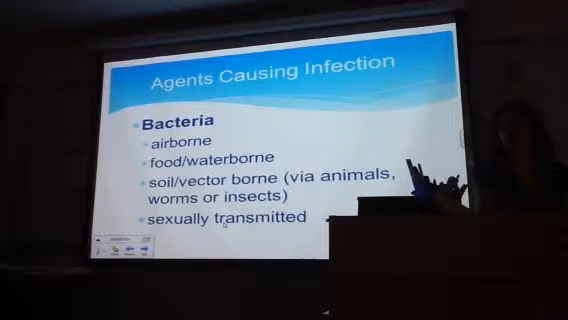 Agents Causing Infection
Bacteria
airborne
food/waterborne
soil/vector borne (via animals,
worms or insects)
sexually transmitted